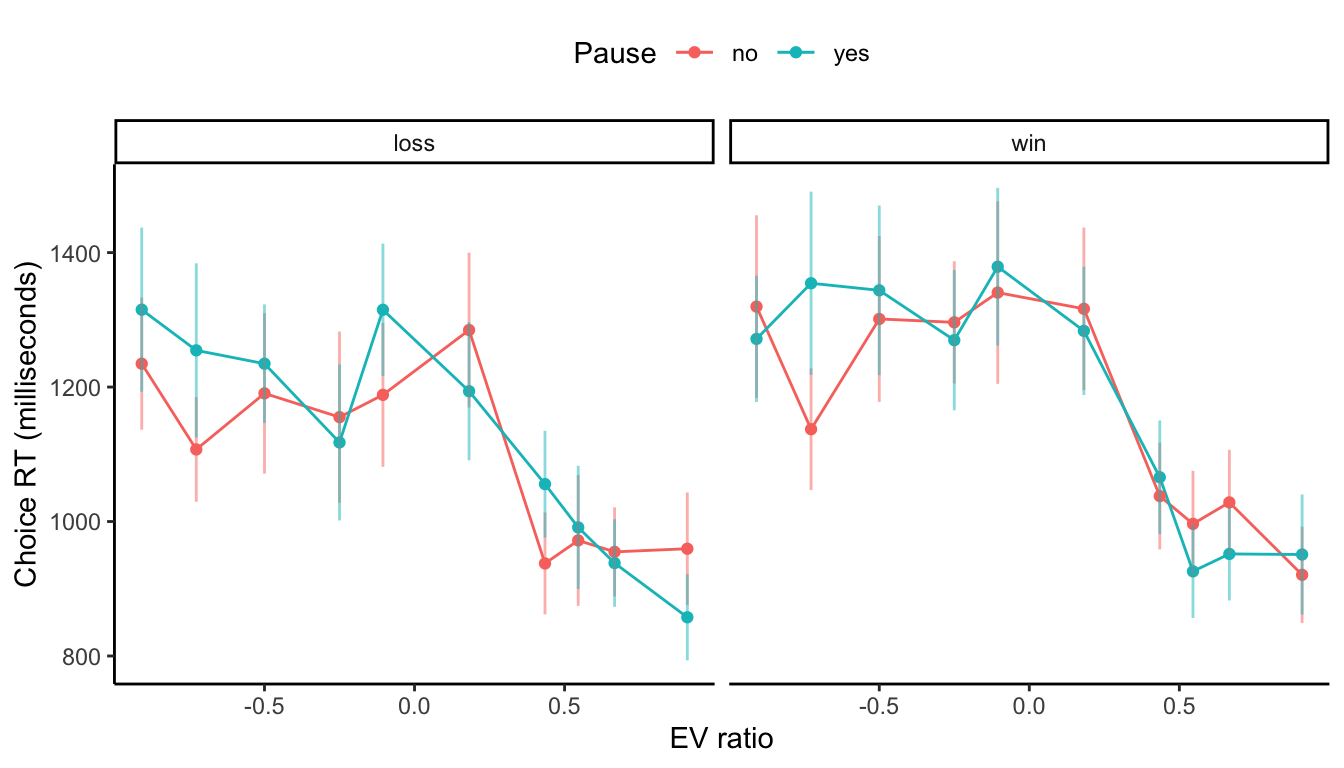 Pause no yes
loss win
Choice RT (milliseconds)
1400
1200
1000
800
-0.5 0.0 0.5 -0.5 0.0 0.5
EV ratio